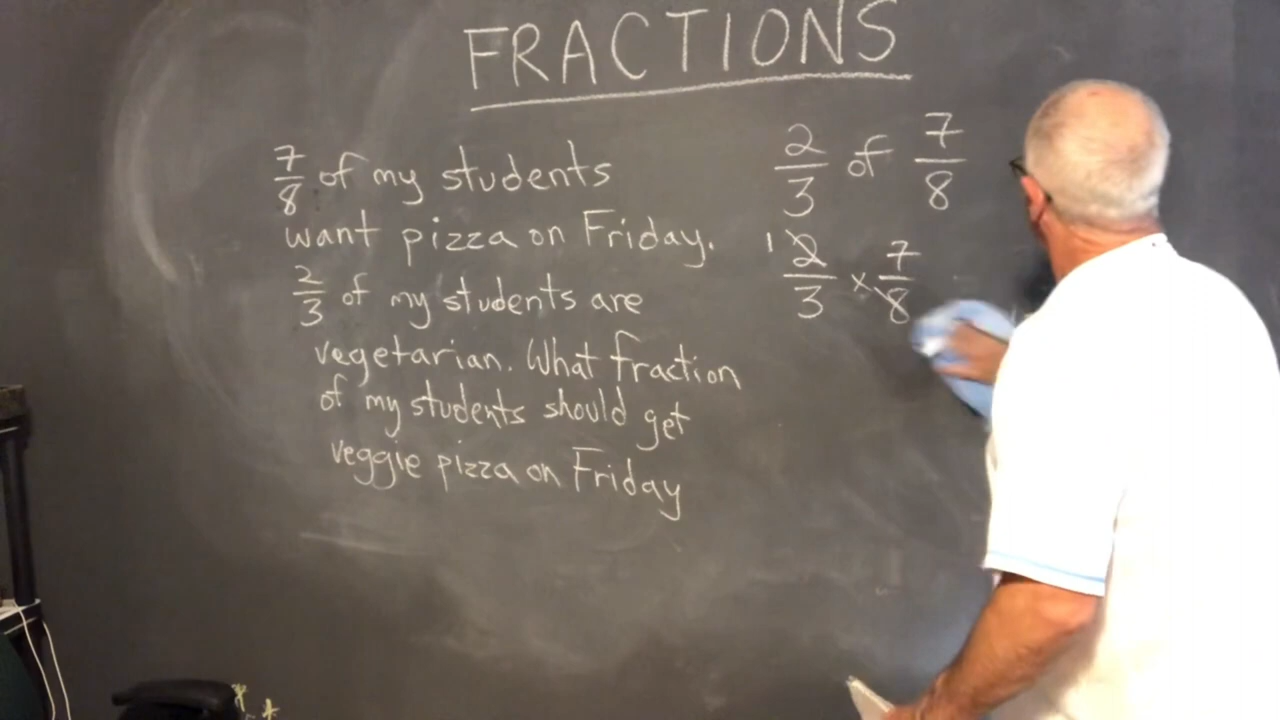 FRACTIONS
7/8 of my students
want pizza on Friday.
2/3 of my students are
vegetarian. What fraction
of my students should get
veggie pizza on Friday
2/3 of 7/8
1 2/3 x 7/8